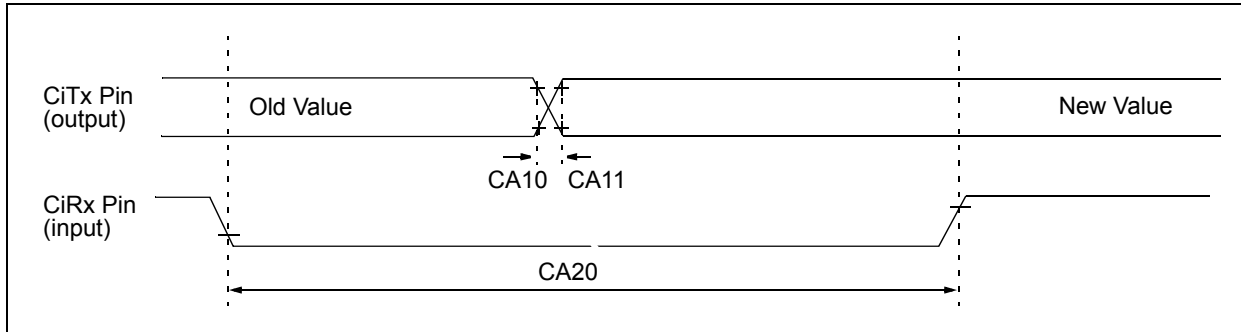 CiTx Pin
(output)
Old Value
New Value
CA10 CA11
CiRx Pin
(input)
CA20